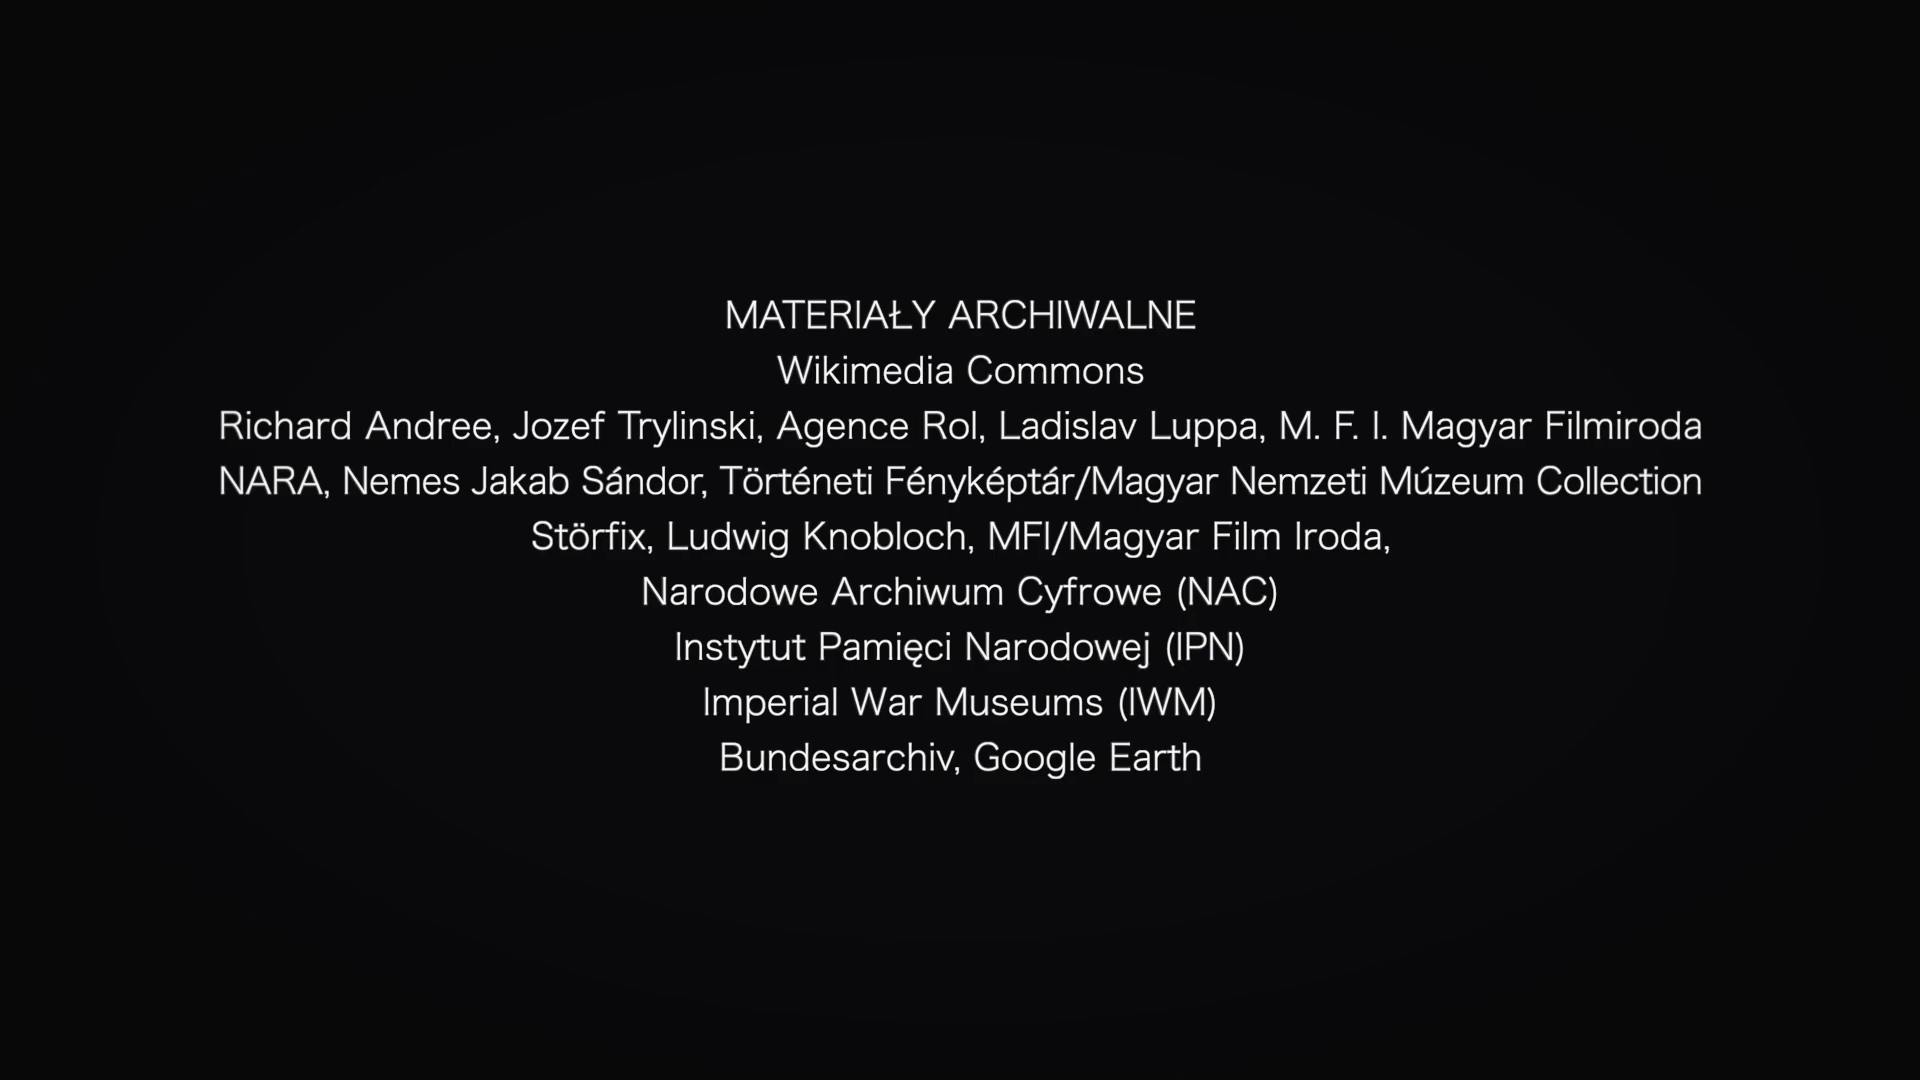 MATERIAŁY ARCHIWALNE
Wikimedia Commons
Richard Andree, Jozef Trylinski, Agence Rol, Ladislav Luppa, M. F. I. Magyar Filmiroda
NARA, Nemes Jakab Sándor, Történeti Fényképtár/Magyar Nemzeti Múzeum Collection
Störfix, Ludwig Knobloch, MFI/Magyar Film Iroda,
Narodowe Archiwum Cyfrowe (NAC)
Instytut Pamięci Narodowej (IPN)
Imperial War Museums (IWM)
Bundesarchiv, Google Earth